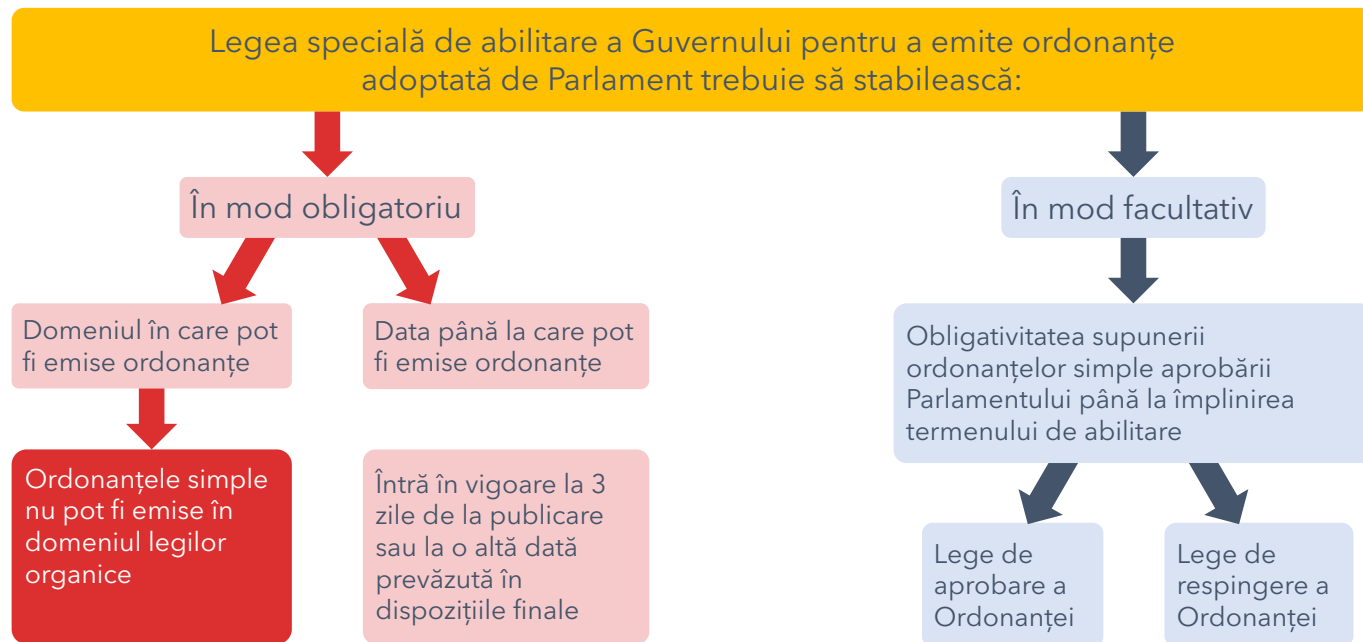 Legea specială de abilitare a Guvernului pentru a emite ordonanțe
adoptată de Parlament trebuie să stabilească:
În mod obligatoriu
În mod facultativ
Domeniul în care pot
fi emise ordonanțe
Data până la care pot
fi emise ordonanțe
Obligativitatea supunerii
ordonanțelor simple aprobării
Parlamentului până la împlinirea
termenului de abilitare
Ordonanțele simple
nu pot fi emise în
domeniul legilor
organice
Întră în vigoare la 3
zile de la publicare
sau la o altă dată
prevăzută în
dispozițiile finale
Lege de
aprobare a
Ordonanței
Lege de
respingere a
Ordonanței